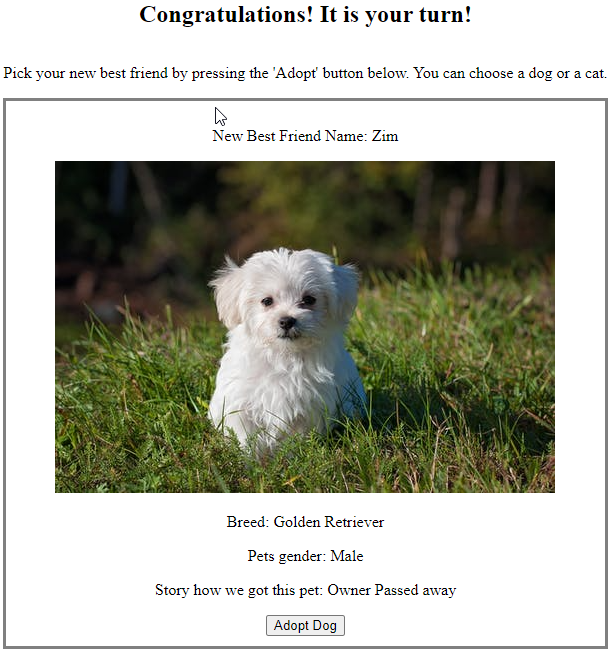 Congratulations! It is your turn!
Pick your new best friend by pressing the 'Adopt' button below. You can choose a dog or a cat.
New Best Friend Name: Zim
Breed: Golden Retriever
Pets gender: Male
Story how we got this pet: Owner Passed away
Adopt Dog